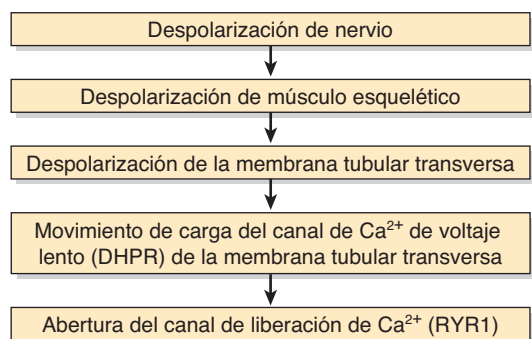 Despolarización de nervio
Despolarización de músculo esquelético
Despolarización de la membrana tubular transversa
Movimiento de carga del canal de Ca²⁺ de voltaje
lento (DHPR) de la membrana tubular transversa
Abertura del canal de liberación de Ca²⁺ (RYR1)